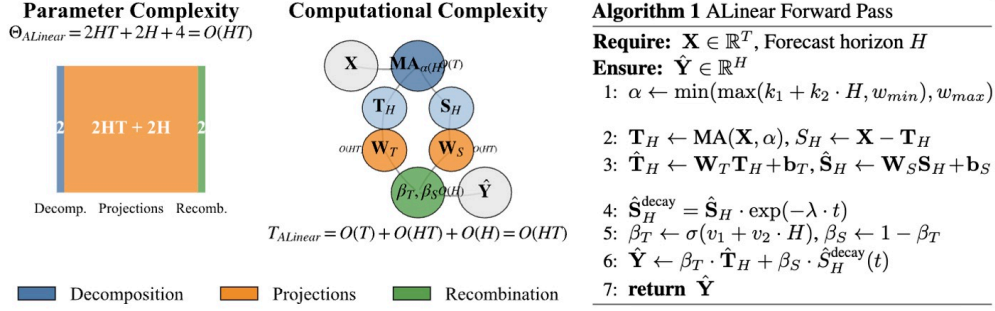 Parameter Complexity
Θ_ALinear = 2HT + 2H + 4 = O(HT)
2
2HT + 2H
2
Decomp.
Projections
Recomb.
Computational Complexity
X
MA_α(H)
O(T)
T_H
S_H
O(HT)
W_T
W_S
O(HT)
β_T, β_S
O(H)
Ŷ
T_ALinear = O(T) + O(HT) + O(H) = O(HT)
Decomposition
Projections
Recombination
Algorithm 1 ALinear Forward Pass
Require: X ∈ ℝ^T, Forecast horizon H
Ensure: Ŷ ∈ ℝ^H
1: α ← min(max(k_1 + k_2 · H, w_min), w_max)
2: T_H ← MA(X, α), S_H ← X − T_H
3: T̂_H ← W_T T_H + b_T, Ŝ_H ← W_S S_H + b_S
4: Ŝ_H^decay = Ŝ_H · exp(−λ · t)
5: β_T ← σ(v_1 + v_2 · H), β_S ← 1 − β_T
6: Ŷ ← β_T · T̂_H + β_S · Ŝ_H^decay(t)
7: return Ŷ